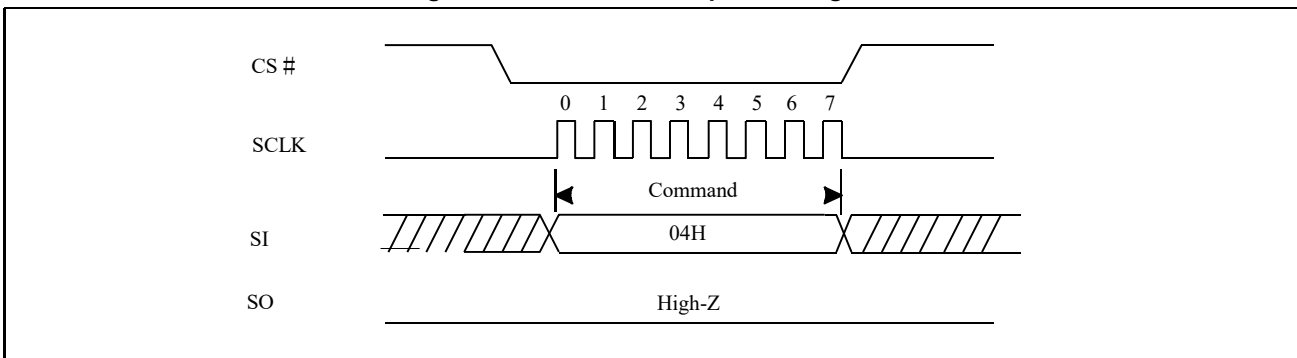 CS #
0 1 2 3 4 5 6 7
SCLK
Command
SI
04H
SO
High-Z